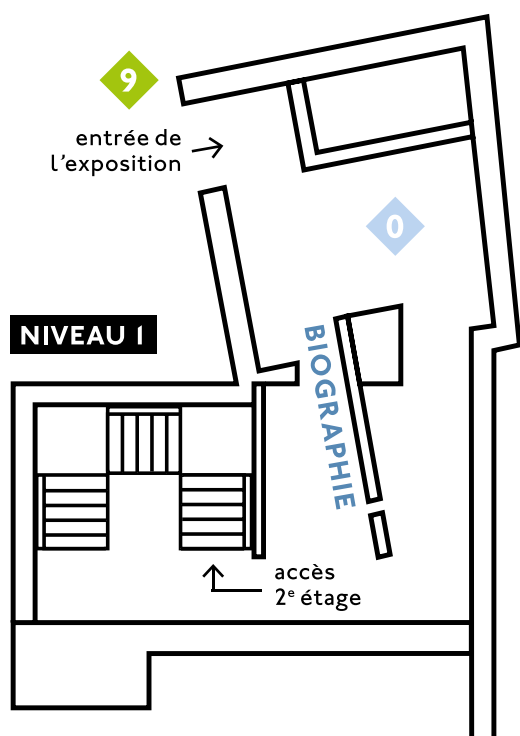 9
entrée de
l'exposition
0
NIVEAU 1
BIOGRAPHIE
accès
2e étage